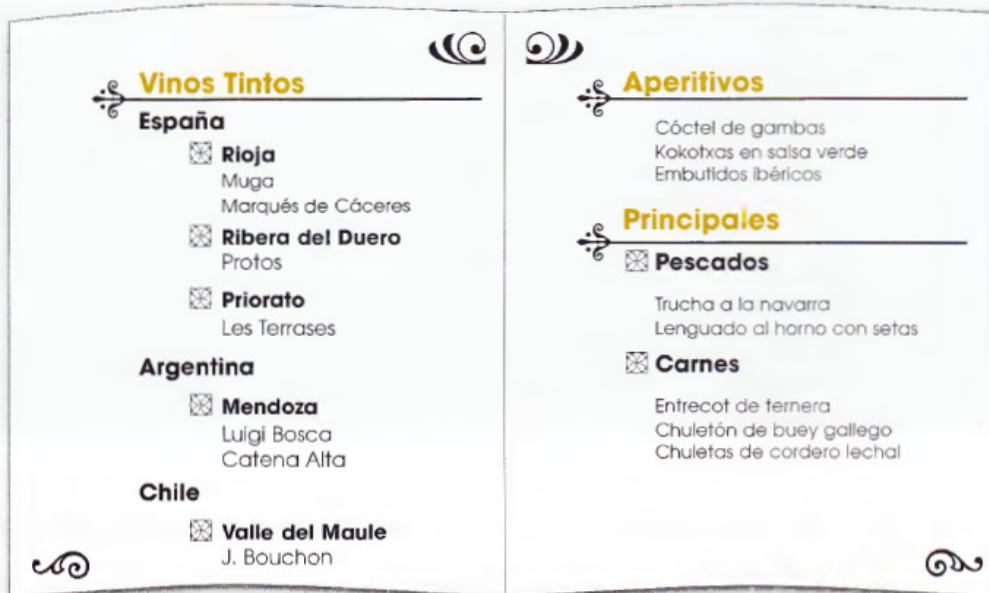 Vinos Tintos
España
Rioja
Muga
Marqués de Cáceres
Ribera del Duero
Protos
Priorato
Les Terrases
Argentina
Mendoza
Luigi Bosca
Catena Alta
Chile
Valle del Maule
J. Bouchon
Aperitivos
Cóctel de gambas
Kokotxas en salsa verde
Embutidos ibéricos
Principales
Pescados
Trucha a la navarra
Lenguado al horno con setas
Carnes
Entrecot de ternera
Chuletón de buey gallego
Chuletas de cordero lechal